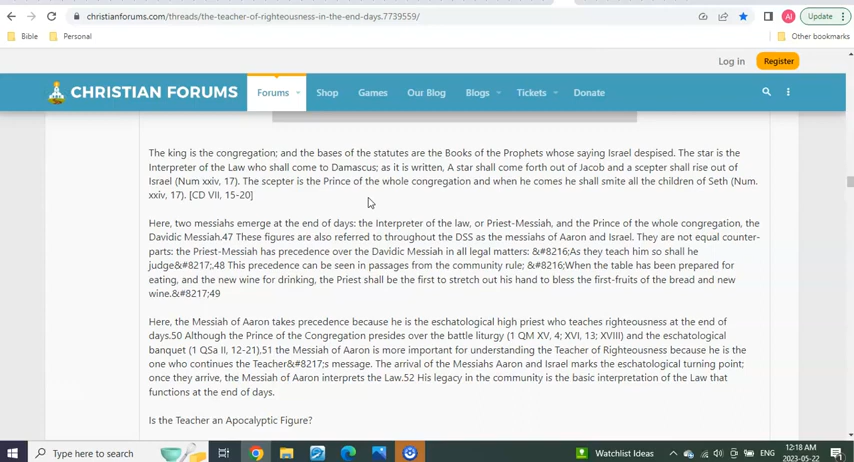 christianforums.com/threads/the-teacher-of-righteousness-in-the-end-days.7739559/
AI
Update
Bible
Personal
Other bookmarks
Log in
Register
CHRISTIAN FORUMS
Forums
Shop
Games
Our Blog
Blogs
Tickets
Donate
The king is the congregation; and the bases of the statutes are the Books of the Prophets whose saying Israel despised. The star is the
Interpreter of the Law who shall come to Damascus; as it is written, A star shall come forth out of Jacob and a scepter shall rise out of
Israel (Num xxiv, 17). The scepter is the Prince of the whole congregation and when he comes he shall smite all the children of Seth (Num.
xxiv, 17). [CD VII, 15-20]
Here, two messiahs emerge at the end of days: the Interpreter of the law, or Priest-Messiah, and the Prince of the whole congregation, the
Davidic Messiah.47 These figures are also referred to throughout the DSS as the messiahs of Aaron and Israel. They are not equal counter-
parts: the Priest-Messiah has precedence over the Davidic Messiah in all legal matters: &#8216;As they teach him so shall he
judge&#8217;.48 This precedence can be seen in passages from the community rule; &#8216;When the table has been prepared for
eating, and the new wine for drinking, the Priest shall be the first to stretch out his hand to bless the first-fruits of the bread and new
wine.&#8217;49
Here, the Messiah of Aaron takes precedence because he is the eschatological high priest who teaches righteousness at the end of
days.50 Although the Prince of the Congregation presides over the battle liturgy (1 QM XV, 4; XVI, 13; XVIII) and the eschatological
banquet (1 QSa II, 12-21),51 the Messiah of Aaron is more important for understanding the Teacher of Righteousness because he is the
one who continues the Teacher&#8217;s message. The arrival of the Messiahs Aaron and Israel marks the eschatological turning point;
once they arrive, the Messiah of Aaron interprets the Law.52 His legacy in the community is the basic interpretation of the Law that
functions at the end of days.
Is the Teacher an Apocalyptic Figure?
Type here to search
Watchlist Ideas
ENG
12:18 AM
2023-05-22